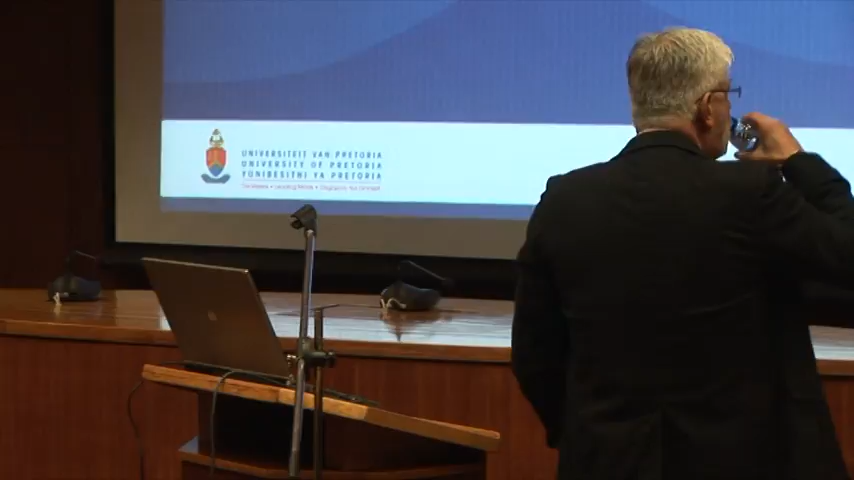 UNIVERSITEIT VAN PRETORIA
UNIVERSITY OF PRETORIA
YUNIBESITHI YA PRETORIA